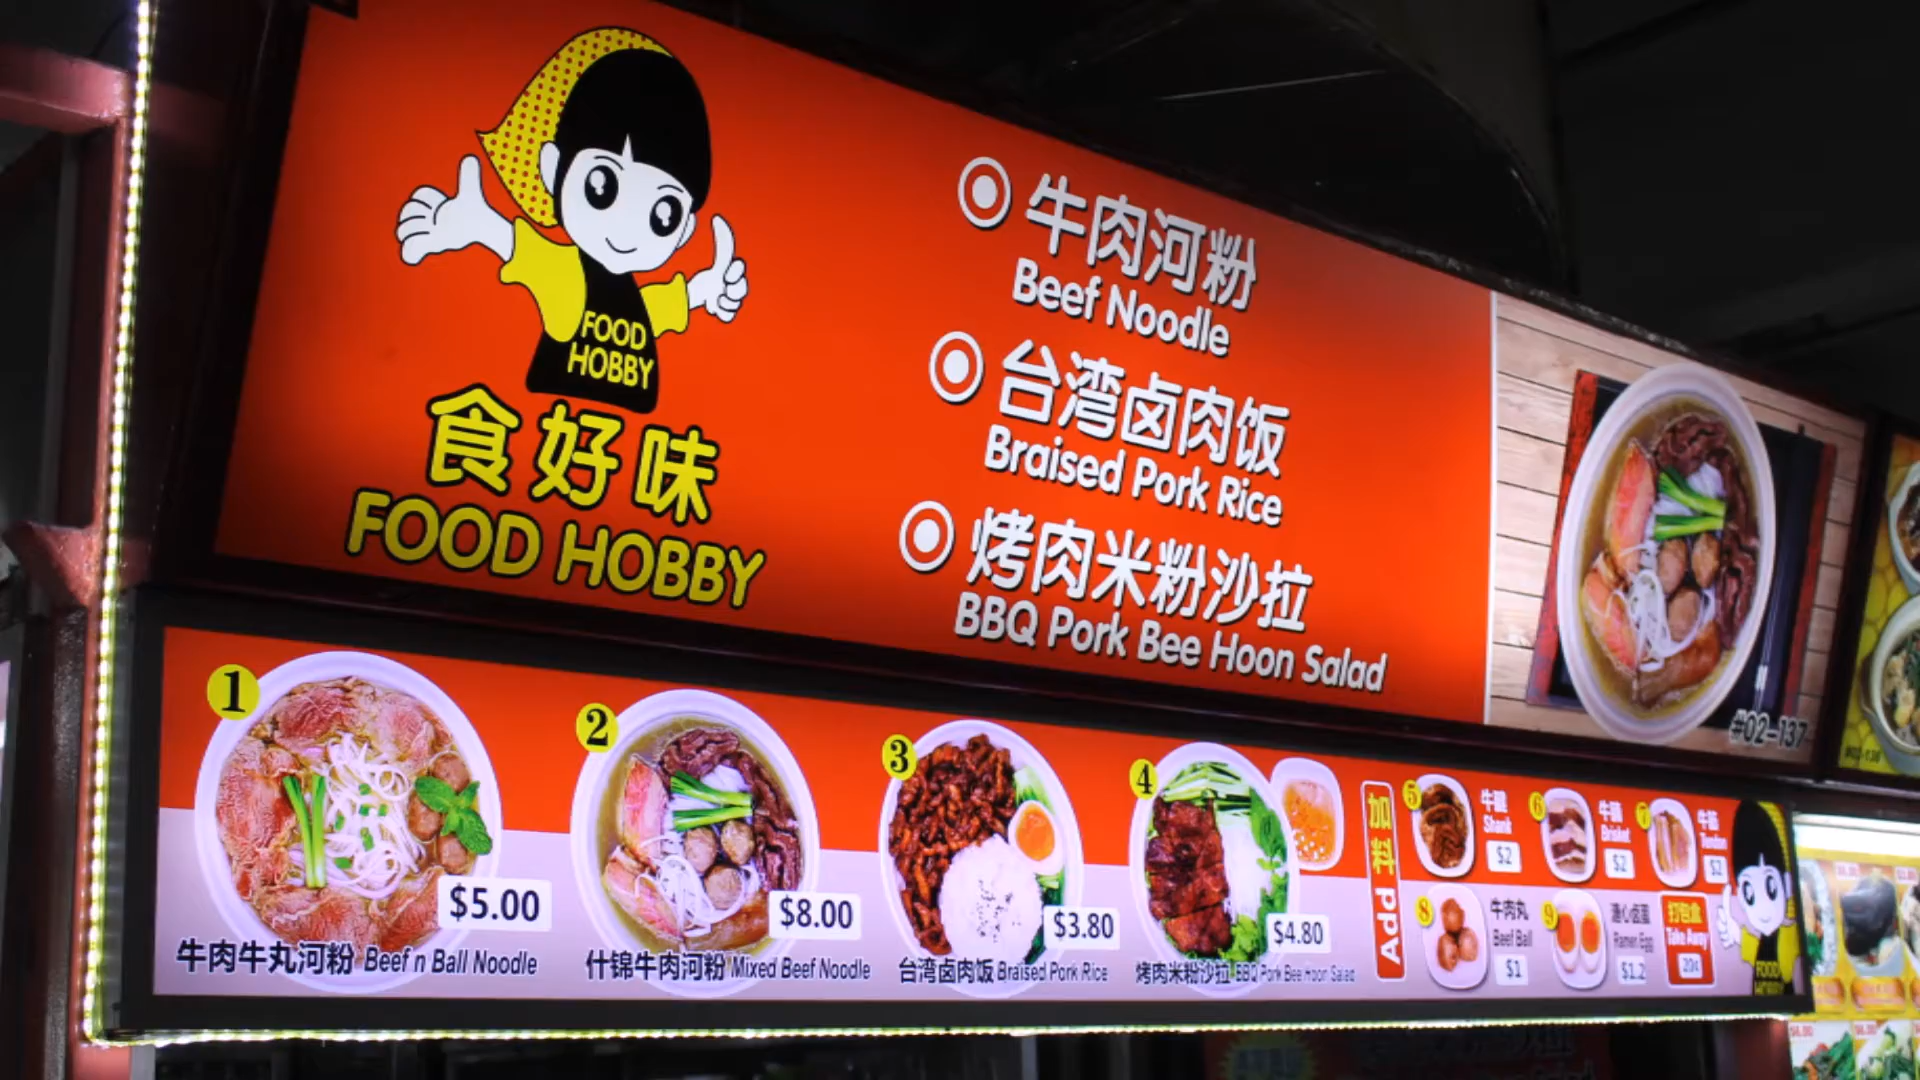 FOOD
HOBBY
食好味
FOOD HOBBY
牛肉河粉
Beef Noodle
台湾卤肉饭
Braised Pork Rice
烤肉米粉沙拉
BBQ Pork Bee Hoon Salad
#02-137
1
$5.00
牛肉牛丸河粉 Beef n Ball Noodle
2
$8.00
什锦牛肉河粉 Mixed Beef Noodle
3
$3.80
台湾卤肉饭 Braised Pork Rice
4
$4.80
烤肉米粉沙拉 BBQ Pork Bee Hoon Salad
加料
Add
5
牛腱
Shank
$2
6
牛腩
Brisket
$2
7
牛筋
Tendon
$2
8
牛肉丸
Beef Ball
$1
9
溏心卤蛋
Ramen Egg
$1.2
打包盒
Take Away
20¢
FOOD
HOBBY